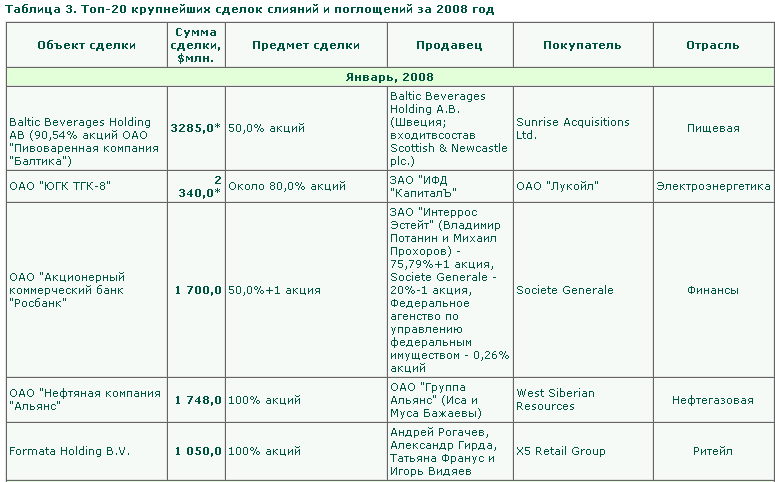 Таблица 3. Топ-20 крупнейших сделок слияний и поглощений за 2008 год
Объект сделки
Сумма
сделки,
$млн.
Предмет сделки
Продавец
Покупатель
Отрасль
Январь, 2008
Baltic Beverages Holding
AB (90,54% акций ОАО
"Пивоваренная компания
"Балтика")
3285,0*
50,0% акций
Baltic Beverages
Holding A.B.
(Швеция;
входитвсостав
Scottish & Newcastle
plc.)
Sunrise Acquisitions
Ltd.
Пищевая
ОАО "ЮГК ТГК-8"
2
340,0*
Около 80,0% акций
ЗАО "ИФД
"КапиталЪ"
ОАО "Лукойл"
Электроэнергетика
ОАО "Акционерный
коммерческий банк
"Росбанк"
1 700,0
50,0%+1 акция
ЗАО "Интеррос
Эстейт" (Владимир
Потанин и Михаил
Прохоров) -
75,79%+1 акция,
Societe Generale -
20%-1 акция,
Федеральное
агенство по
управлению
федеральным
имуществом - 0,26%
акций
Societe Generale
Финансы
ОАО "Нефтяная компания
"Альянс"
1 748,0
100% акций
ОАО "Группа
Альянс" (Иса и
Муса Бажаевы)
West Siberian
Resources
Нефтегазовая
Formata Holding B.V.
1 050,0
100% акций
Андрей Рогачев,
Александр Гирда,
Татьяна Франус и
Игорь Видяев
X5 Retail Group
Ритейл